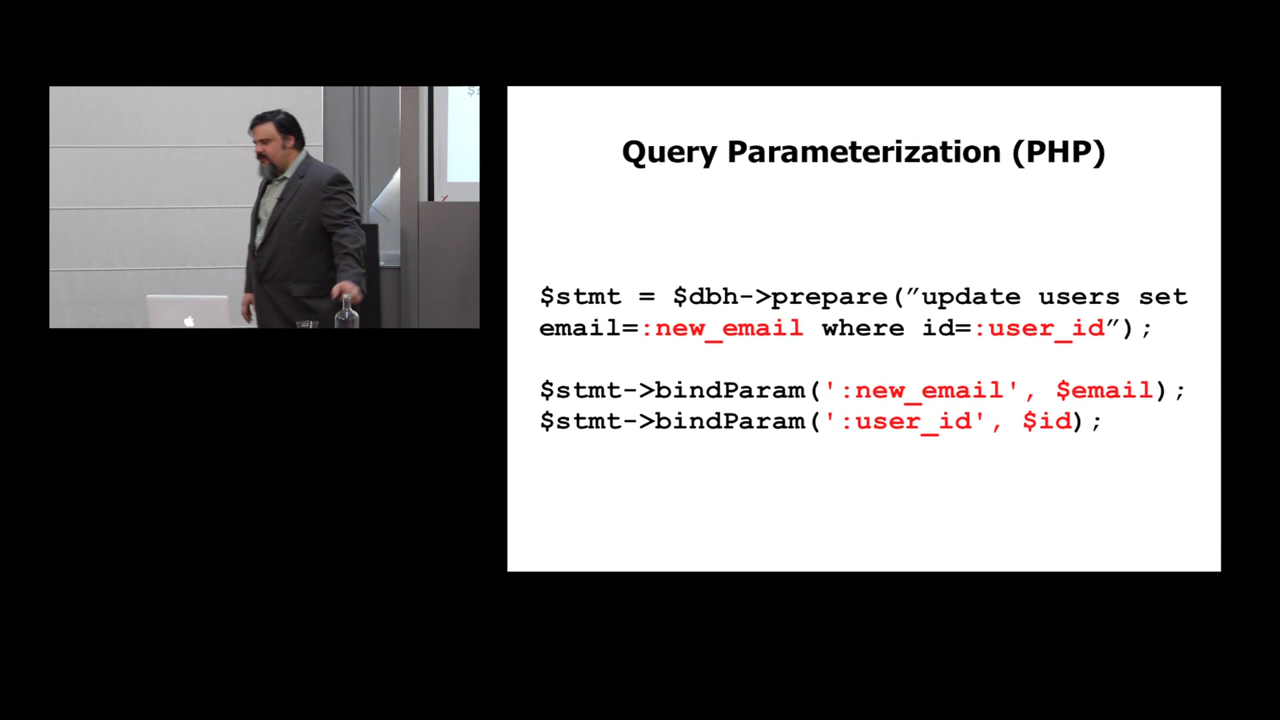 Query Parameterization (PHP)
$stmt = $dbh->prepare(”update users set
email=:new_email where id=:user_id”);
$stmt->bindParam(':new_email', $email);
$stmt->bindParam(':user_id', $id);